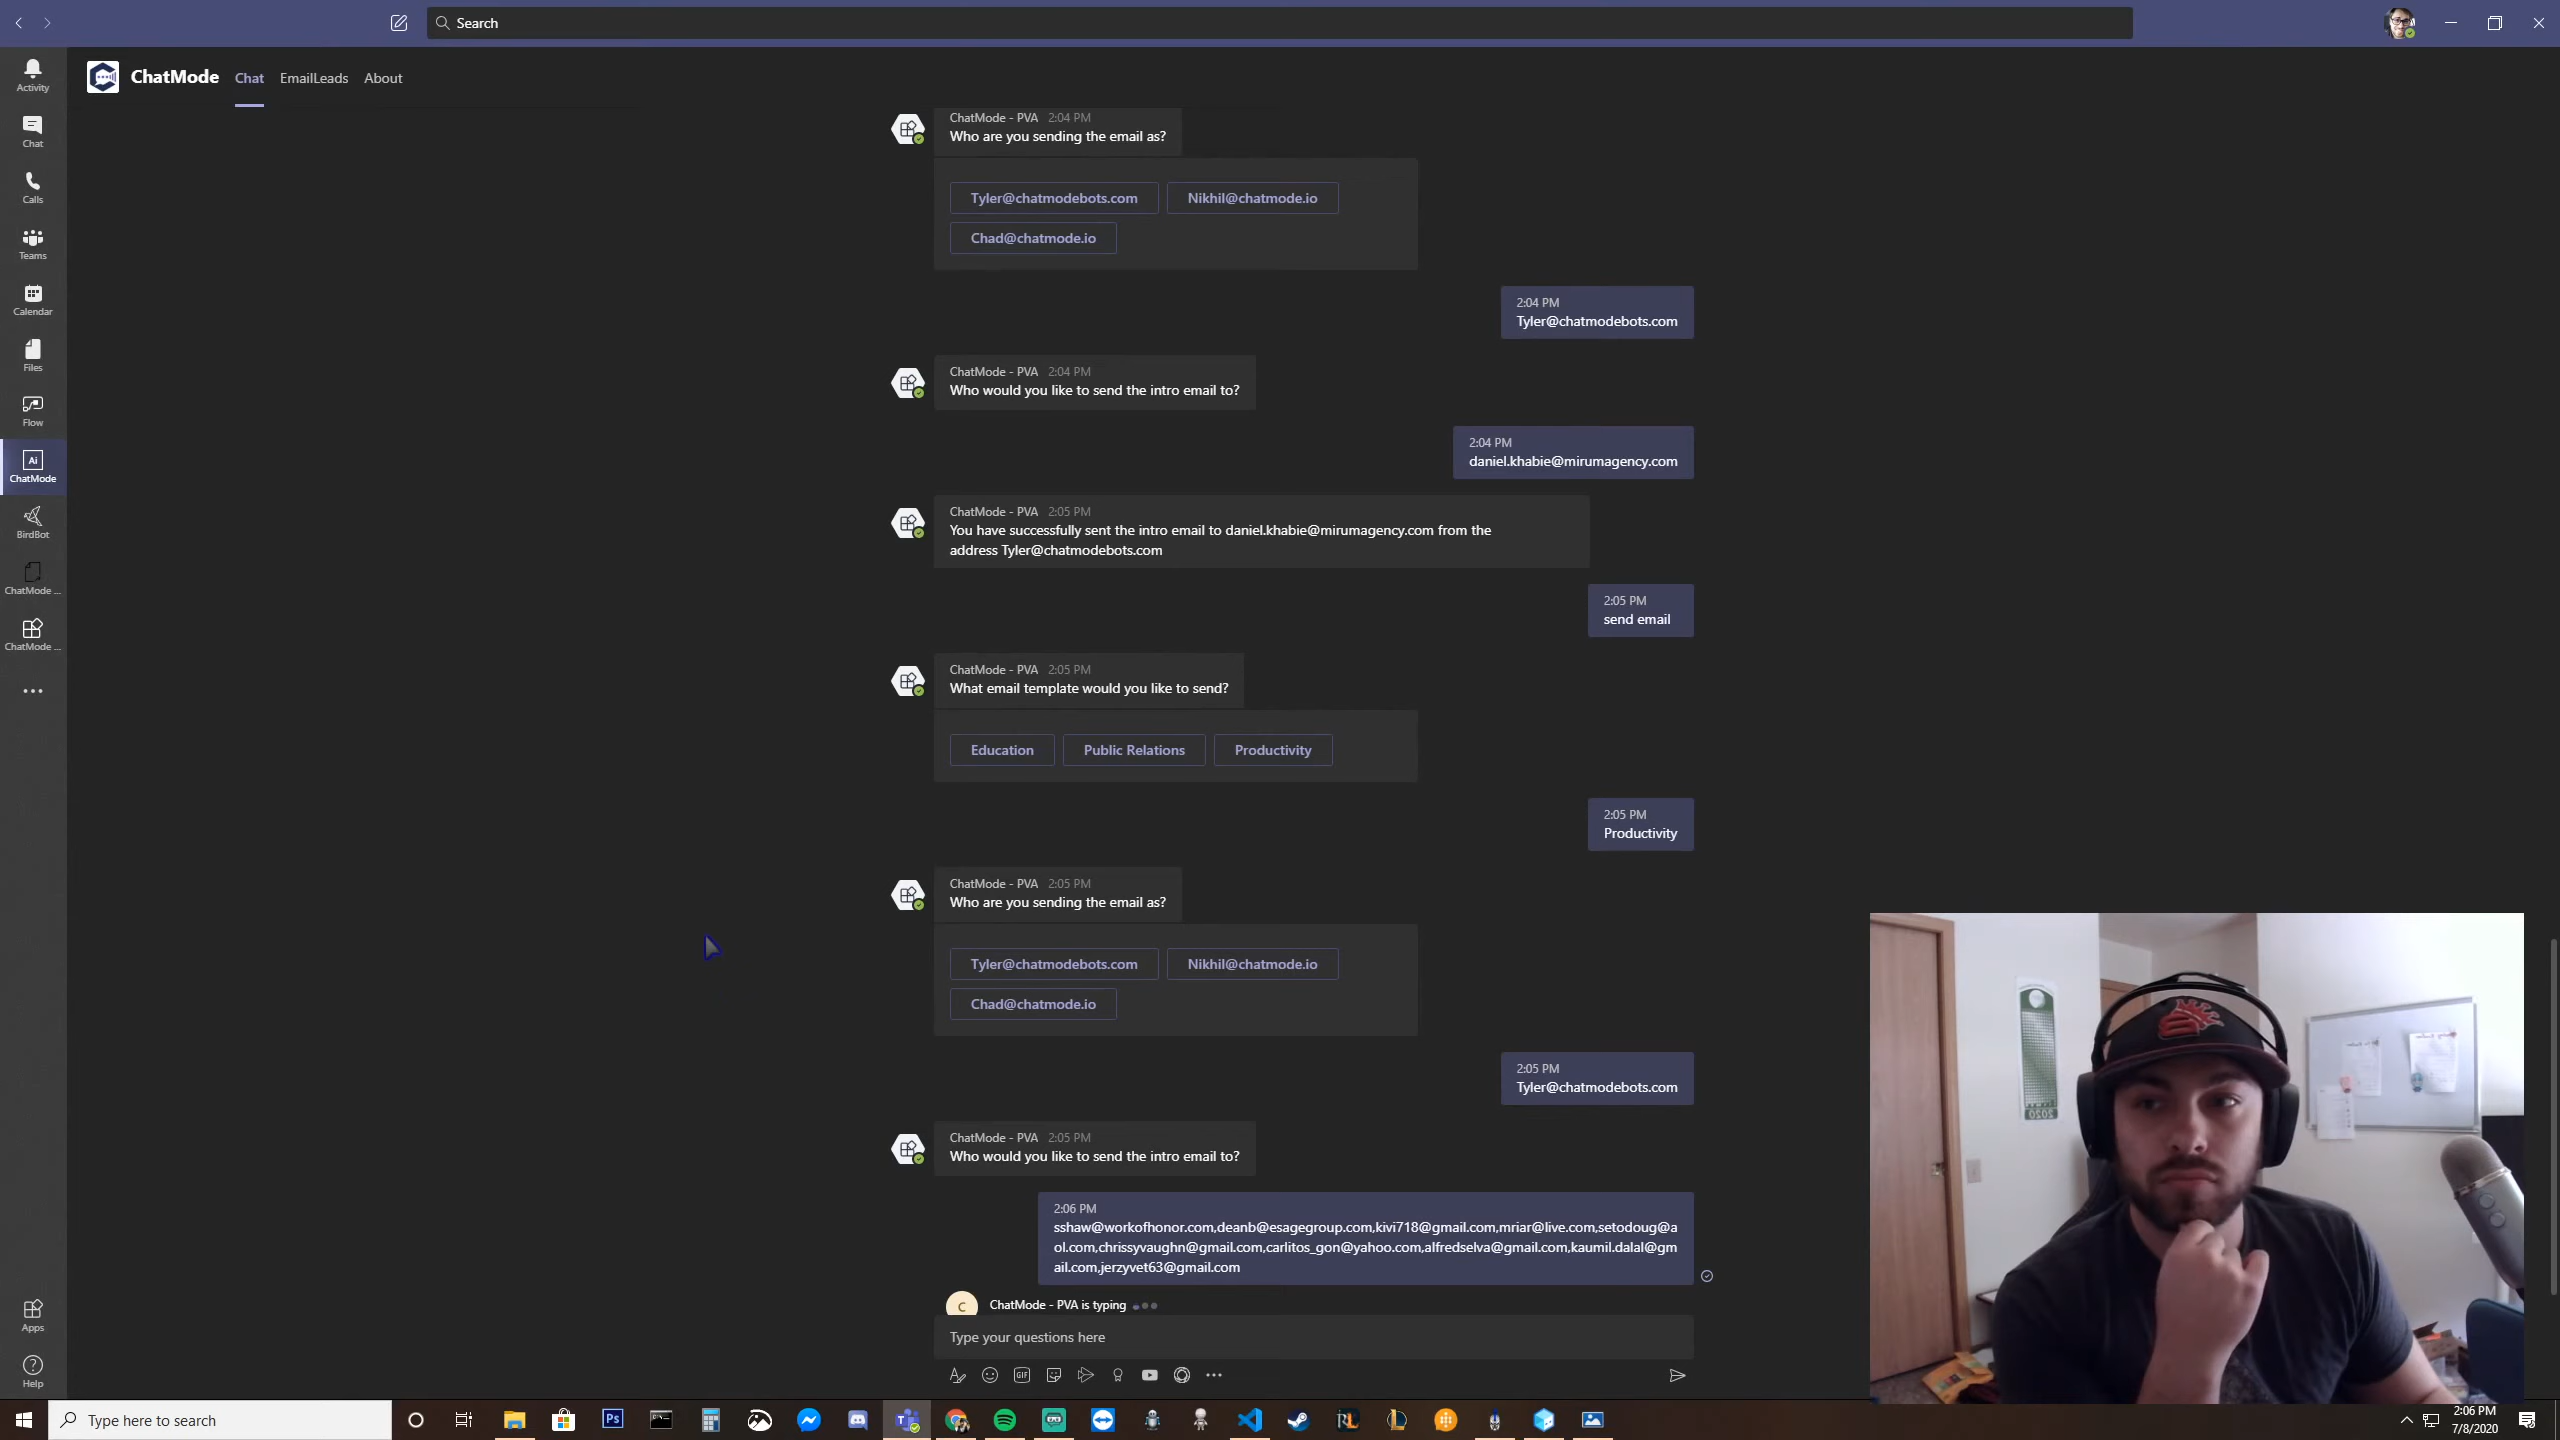 Search
Activity
Chat
Calls
Teams
Calendar
Files
Flow
Ai
ChatMode
BirdBot
ChatMode ...
ChatMode ...
Apps
Help
ChatMode Chat EmailLeads About
ChatMode - PVA 2:04 PM
Who are you sending the email as?
Tyler@chatmodebots.com Nikhil@chatmode.io
Chad@chatmode.io
2:04 PM
Tyler@chatmodebots.com
ChatMode - PVA 2:04 PM
Who would you like to send the intro email to?
2:04 PM
daniel.khabie@mirumagency.com
ChatMode - PVA 2:05 PM
You have successfully sent the intro email to daniel.khabie@mirumagency.com from the
address Tyler@chatmodebots.com
2:05 PM
send email
ChatMode - PVA 2:05 PM
What email template would you like to send?
Education Public Relations Productivity
2:05 PM
Productivity
ChatMode - PVA 2:05 PM
Who are you sending the email as?
Tyler@chatmodebots.com Nikhil@chatmode.io
Chad@chatmode.io
2:05 PM
Tyler@chatmodebots.com
ChatMode - PVA 2:05 PM
Who would you like to send the intro email to?
2:06 PM
sshaw@workofhonor.com,deanb@esagegroup.com,kivi718@gmail.com,mriar@live.com,setodoug@a
ol.com,chrissyvaughn@gmail.com,carlitos_gon@yahoo.com,alfredselva@gmail.com,kaumil.dalal@gm
ail.com,jerzyvet63@gmail.com
C ChatMode - PVA is typing
Type your questions here
GIF
2020
Type here to search
Ps
RL
2:06 PM
7/8/2020